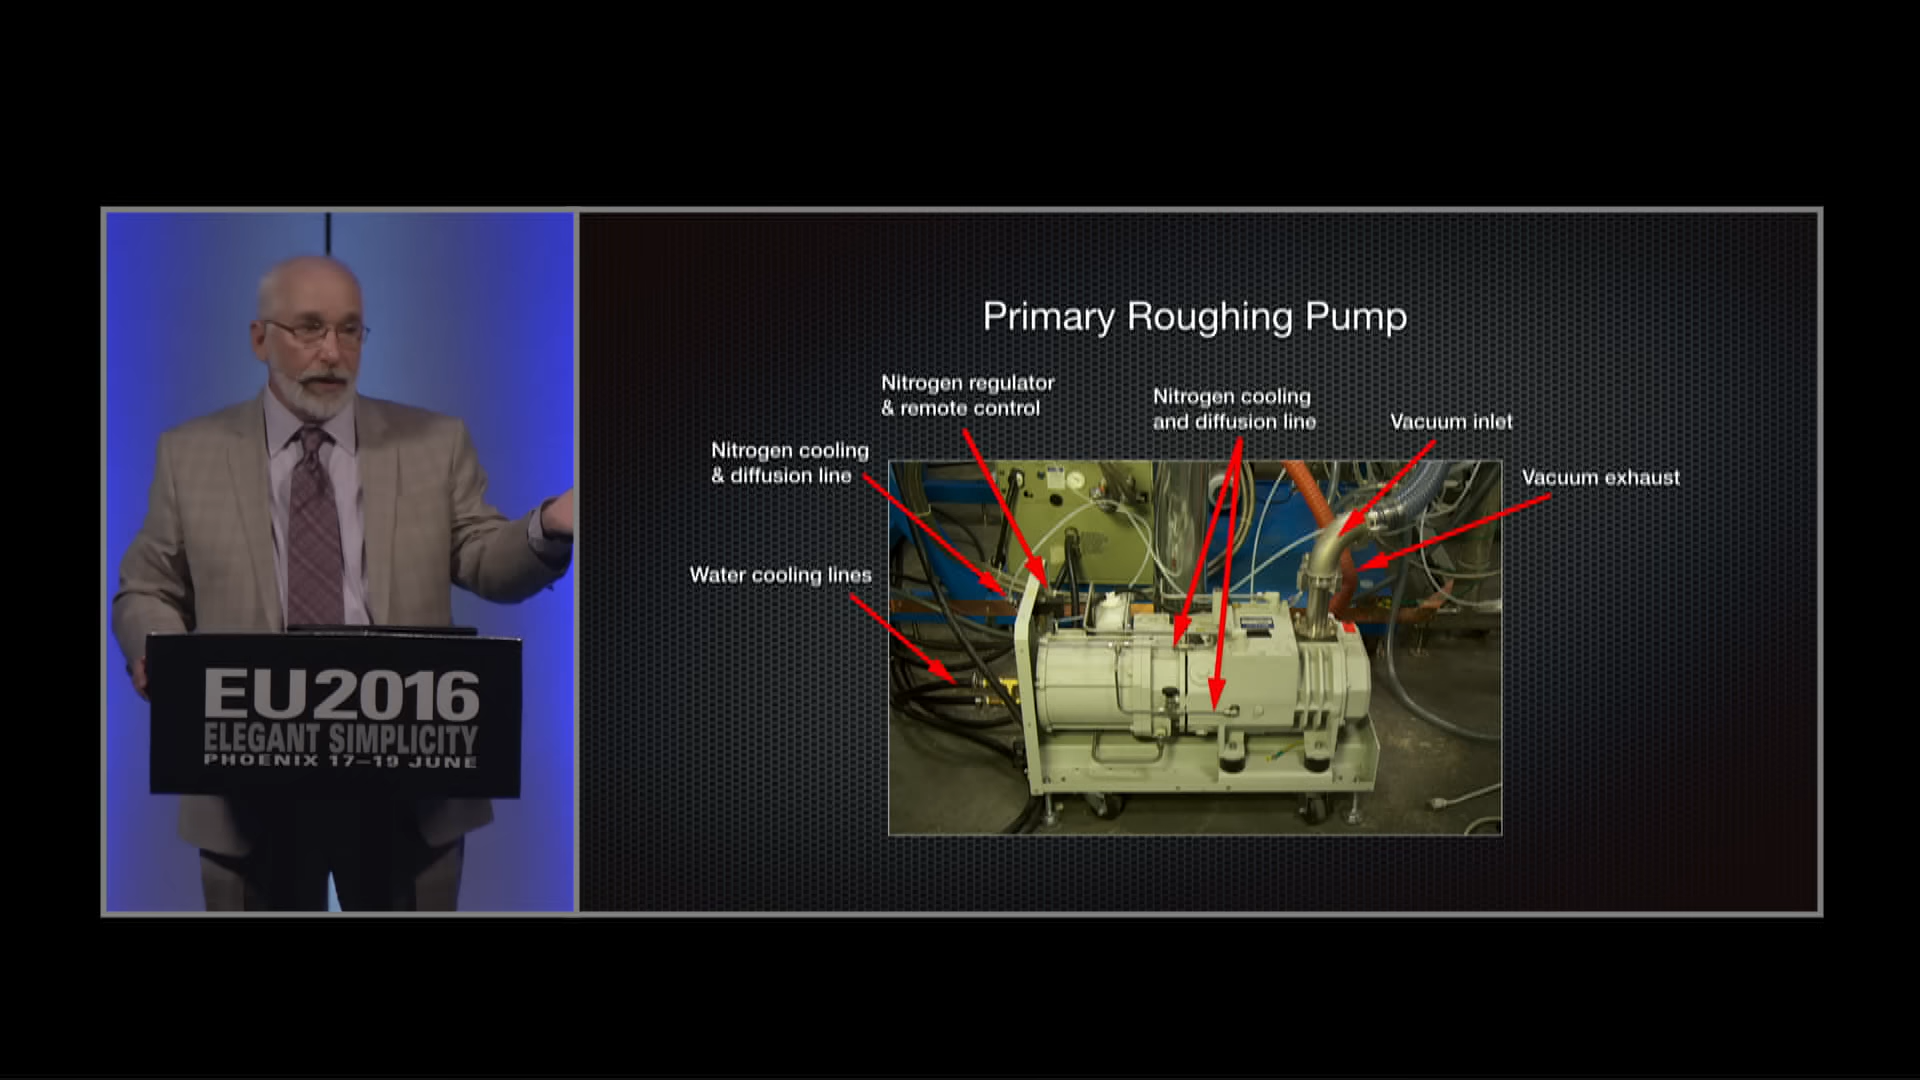 Primary Roughing Pump
Nitrogen regulator
& remote control
Nitrogen cooling
and diffusion line
Vacuum inlet
Nitrogen cooling
& diffusion line
Vacuum exhaust
Water cooling lines
EU2016
ELEGANT SIMPLICITY
PHOENIX 17–19 JUNE